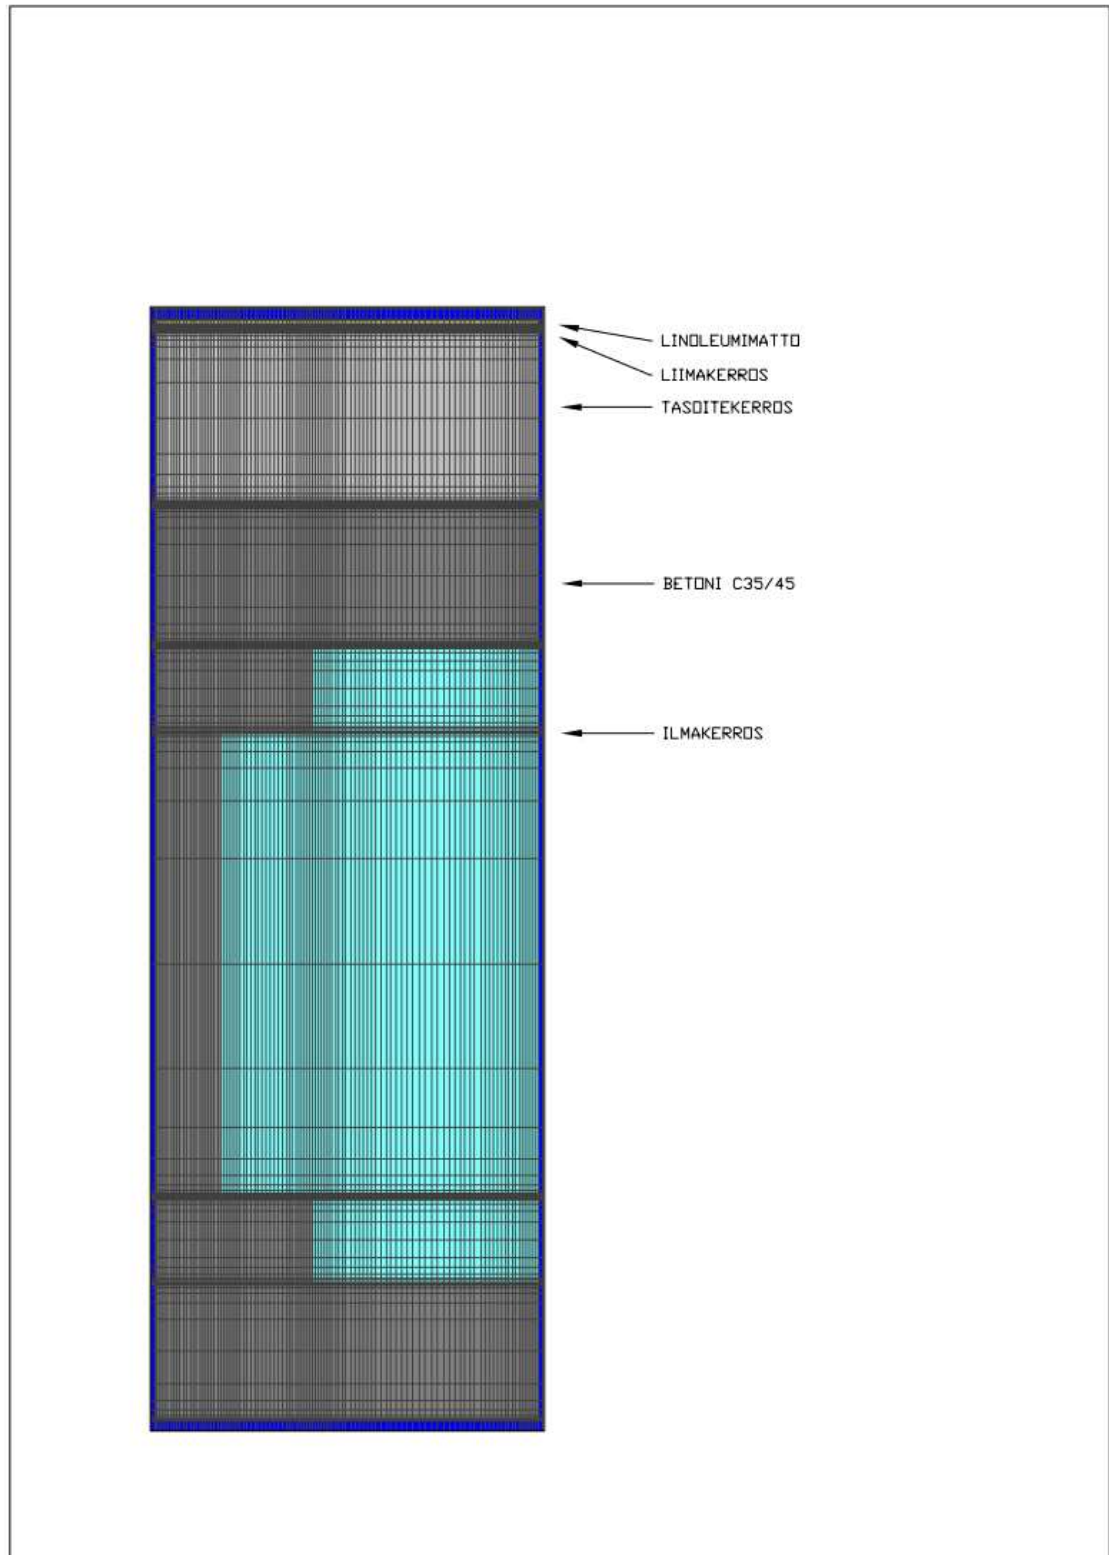 LINOLEUMIMATTO
LIIMAKERROS
TASOITEKERROS
BETONI C35/45
ILMAKERROS